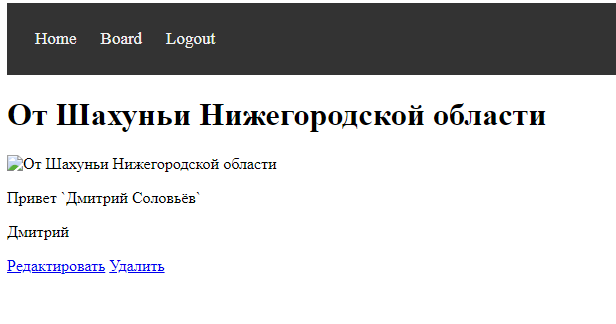 Home Board Logout
От Шахуньи Нижегородской области
От Шахуньи Нижегородской области
Привет `Дмитрий Соловьёв`
Дмитрий
Редактировать Удалить